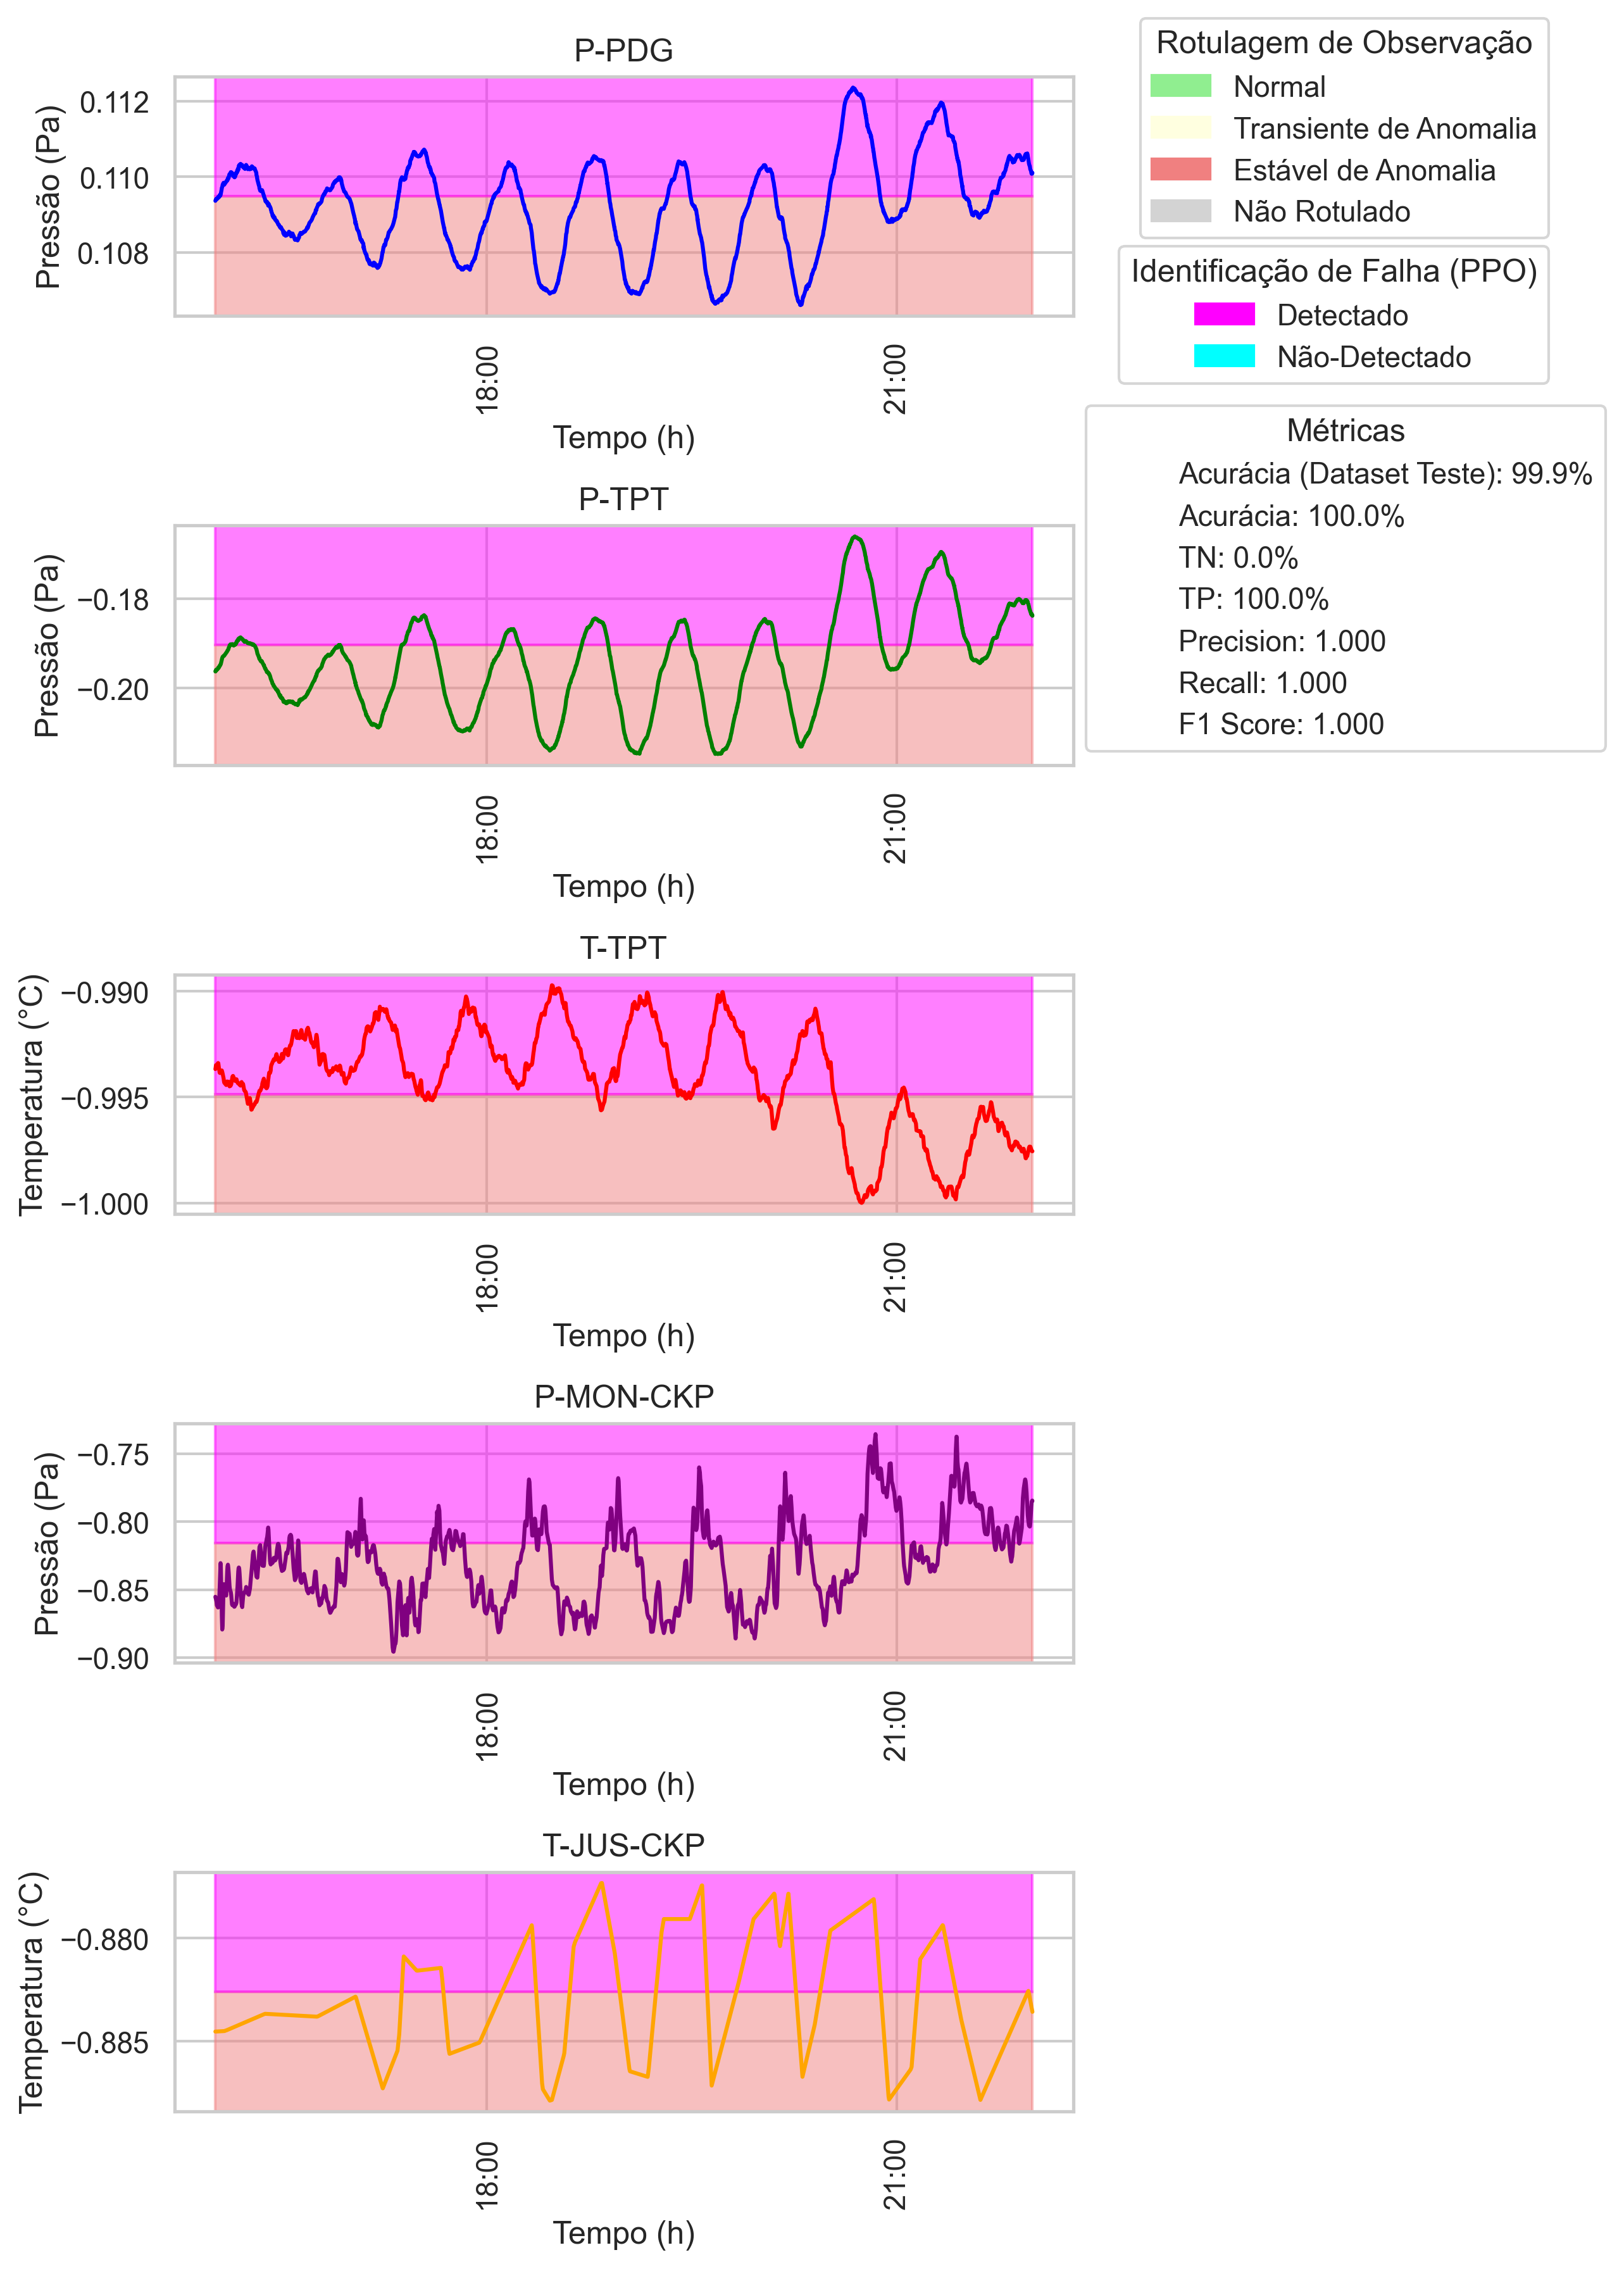 P-PDG
Pressão (Pa)
0.112
0.110
0.108
18:00
21:00
Tempo (h)
Rotulagem de Observação
Normal
Transiente de Anomalia
Estável de Anomalia
Não Rotulado
Identificação de Falha (PPO)
Detectado
Não-Detectado
Métricas
Acurácia (Dataset Teste): 99.9%
Acurácia: 100.0%
TN: 0.0%
TP: 100.0%
Precision: 1.000
Recall: 1.000
F1 Score: 1.000
P-TPT
Pressão (Pa)
−0.18
−0.20
18:00
21:00
Tempo (h)
T-TPT
Temperatura (°C)
−0.990
−0.995
−1.000
18:00
21:00
Tempo (h)
P-MON-CKP
Pressão (Pa)
−0.75
−0.80
−0.85
−0.90
18:00
21:00
Tempo (h)
T-JUS-CKP
Temperatura (°C)
−0.880
−0.885
18:00
21:00
Tempo (h)